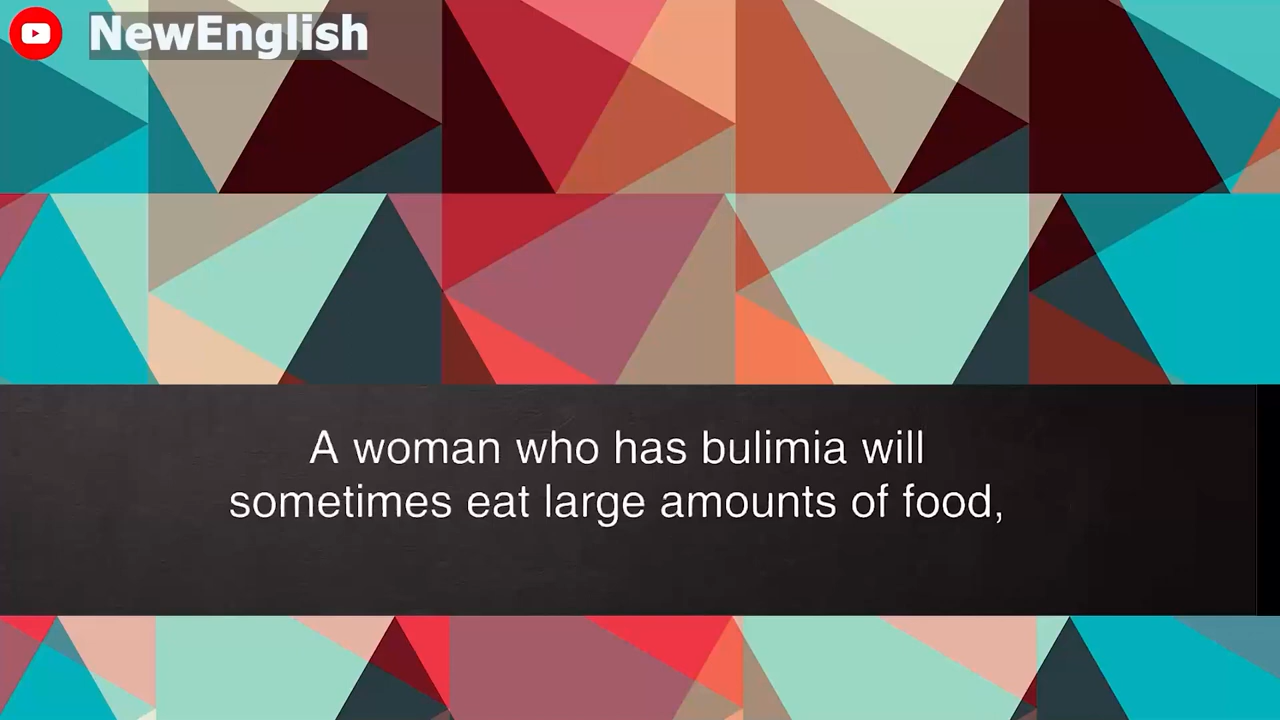 NewEnglish
A woman who has bulimia will
sometimes eat large amounts of food,